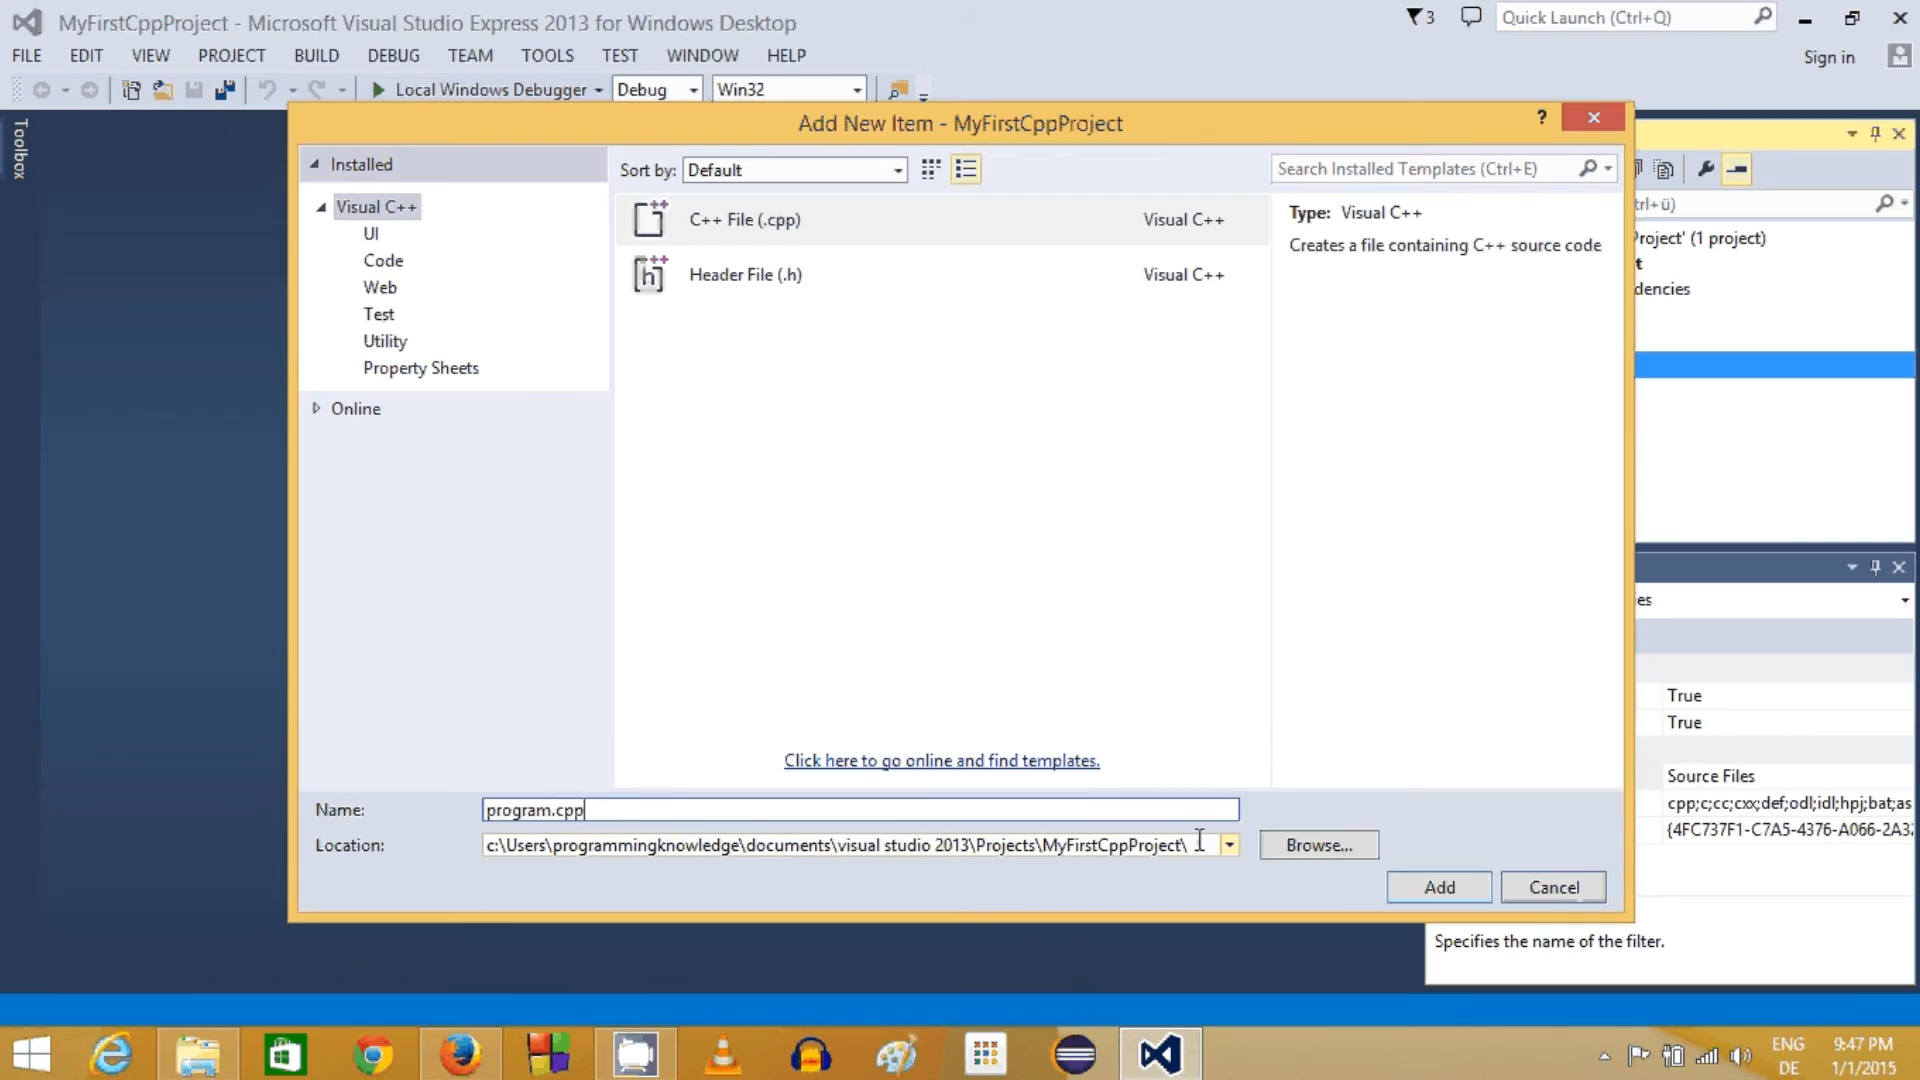 MyFirstCppProject - Microsoft Visual Studio Express 2013 for Windows Desktop
3
Quick Launch (Ctrl+Q)
FILE EDIT VIEW PROJECT BUILD DEBUG TEAM TOOLS TEST WINDOW HELP
Sign in
Local Windows Debugger Debug Win32
Toolbox
Add New Item - MyFirstCppProject
?
Installed
Sort by: Default
Search Installed Templates (Ctrl+E)
Visual C++
UI
Code
Web
Test
Utility
Property Sheets
Online
C++ File (.cpp) Visual C++
Header File (.h) Visual C++
Type: Visual C++
Creates a file containing C++ source code
Click here to go online and find templates.
Name: program.cpp
Location: c:\Users\programmingknowledge\documents\visual studio 2013\Projects\MyFirstCppProject\
Browse...
Add Cancel
trl+ü)
Project' (1 project)
t
dencies
ies
True
True
Source Files
cpp;c;cc;cxx;def;odl;idl;hpj;bat;as
{4FC737F1-C7A5-4376-A066-2A32
Specifies the name of the filter.
ENG
DE
9:47 PM
1/1/2015